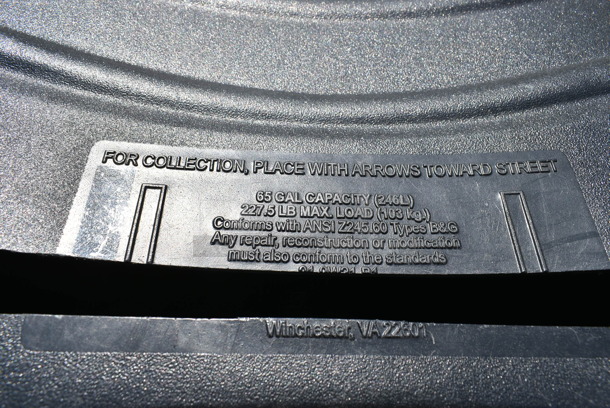 FOR COLLECTION, PLACE WITH ARROWS TOWARD STREET
65 GAL CAPACITY (246L)
227.5 LB MAX. LOAD (103 kg.)
Conforms with ANSI Z245.60 Types B&G
Any repair, reconstruction or modification
must also conform to the standards
Winchester, VA 22601